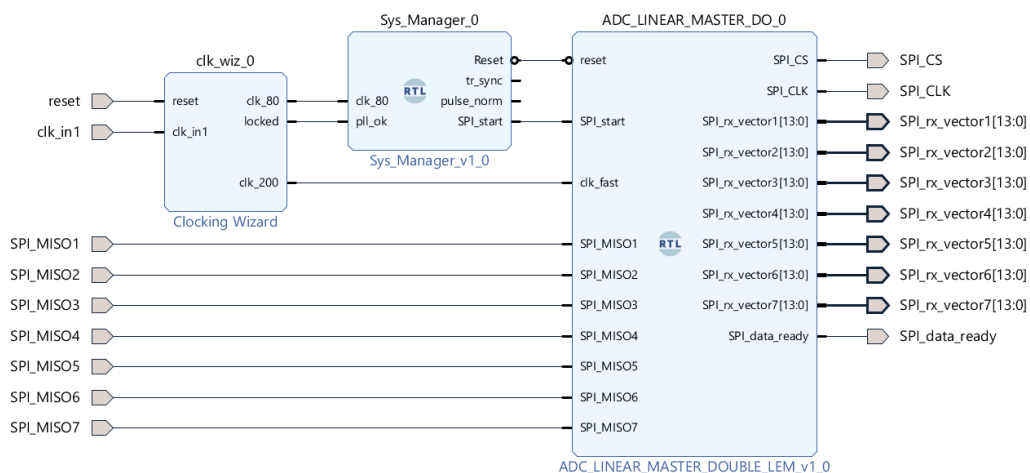 Sys_Manager_0
ADC_LINEAR_MASTER_DO_0
clk_wiz_0
reset
clk_in1
reset
clk_in1
clk_80
locked
clk_200
Clocking Wizard
clk_80
pll_ok
RTL
Reset
tr_sync
pulse_norm
SPI_start
Sys_Manager_v1_0
SPI_MISO1
SPI_MISO2
SPI_MISO3
SPI_MISO4
SPI_MISO5
SPI_MISO6
SPI_MISO7
reset
SPI_start
clk_fast
SPI_MISO1
SPI_MISO2
SPI_MISO3
SPI_MISO4
SPI_MISO5
SPI_MISO6
SPI_MISO7
RTL
SPI_CS
SPI_CLK
SPI_rx_vector1[13:0]
SPI_rx_vector2[13:0]
SPI_rx_vector3[13:0]
SPI_rx_vector4[13:0]
SPI_rx_vector5[13:0]
SPI_rx_vector6[13:0]
SPI_rx_vector7[13:0]
SPI_data_ready
ADC_LINEAR_MASTER_DOUBLE_LEM_v1_0
SPI_CS
SPI_CLK
SPI_rx_vector1[13:0]
SPI_rx_vector2[13:0]
SPI_rx_vector3[13:0]
SPI_rx_vector4[13:0]
SPI_rx_vector5[13:0]
SPI_rx_vector6[13:0]
SPI_rx_vector7[13:0]
SPI_data_ready